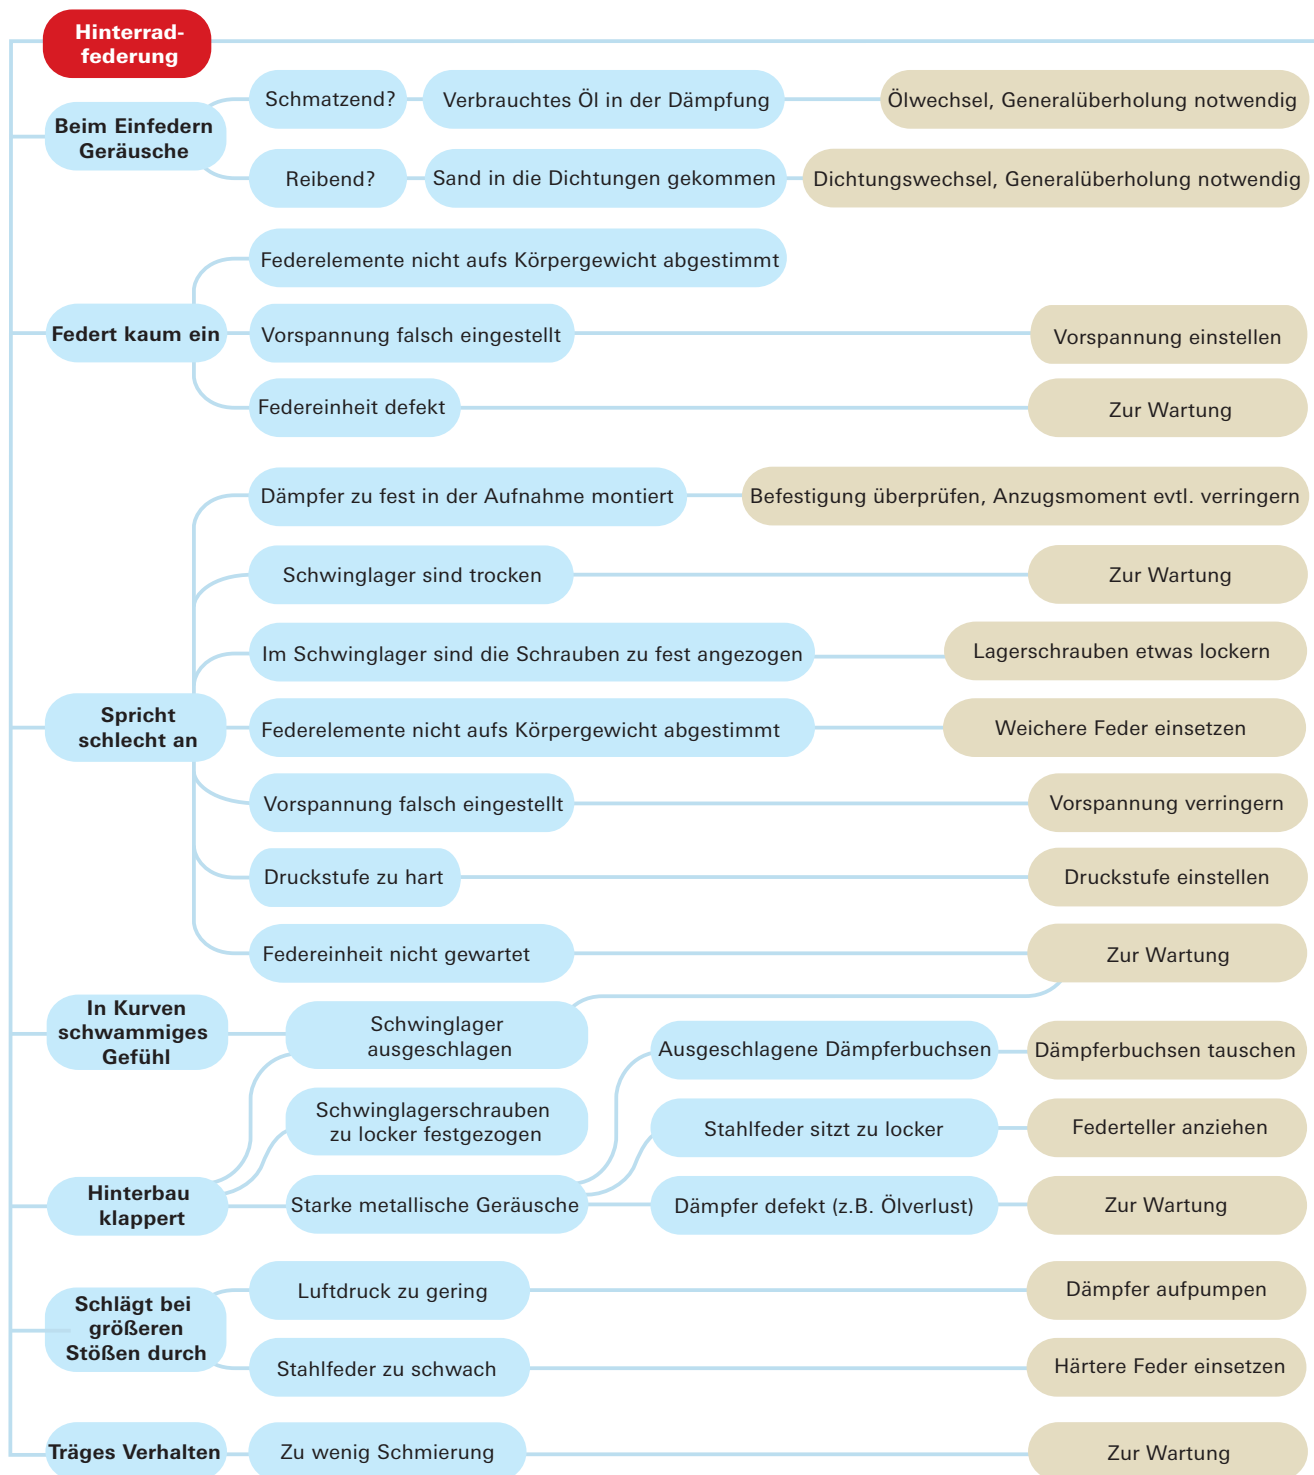 Hinterrad-
federung
Beim Einfedern
Geräusche
Schmatzend?
Verbrauchtes Öl in der Dämpfung
Ölwechsel, Generalüberholung notwendig
Reibend?
Sand in die Dichtungen gekommen
Dichtungswechsel, Generalüberholung notwendig
Federt kaum ein
Federelemente nicht aufs Körpergewicht abgestimmt
Vorspannung falsch eingestellt
Vorspannung einstellen
Federeinheit defekt
Zur Wartung
Spricht
schlecht an
Dämpfer zu fest in der Aufnahme montiert
Befestigung überprüfen, Anzugsmoment evtl. verringern
Schwinglager sind trocken
Zur Wartung
Im Schwinglager sind die Schrauben zu fest angezogen
Lagerschrauben etwas lockern
Federelemente nicht aufs Körpergewicht abgestimmt
Weichere Feder einsetzen
Vorspannung falsch eingestellt
Vorspannung verringern
Druckstufe zu hart
Druckstufe einstellen
Federeinheit nicht gewartet
Zur Wartung
In Kurven
schwammiges
Gefühl
Schwinglager
ausgeschlagen
Hinterbau
klappert
Schwinglagerschrauben
zu locker festgezogen
Starke metallische Geräusche
Ausgeschlagene Dämpferbuchsen
Dämpferbuchsen tauschen
Stahlfeder sitzt zu locker
Federteller anziehen
Dämpfer defekt (z.B. Ölverlust)
Zur Wartung
Schlägt bei
größeren
Stößen durch
Luftdruck zu gering
Dämpfer aufpumpen
Stahlfeder zu schwach
Härtere Feder einsetzen
Träges Verhalten
Zu wenig Schmierung
Zur Wartung